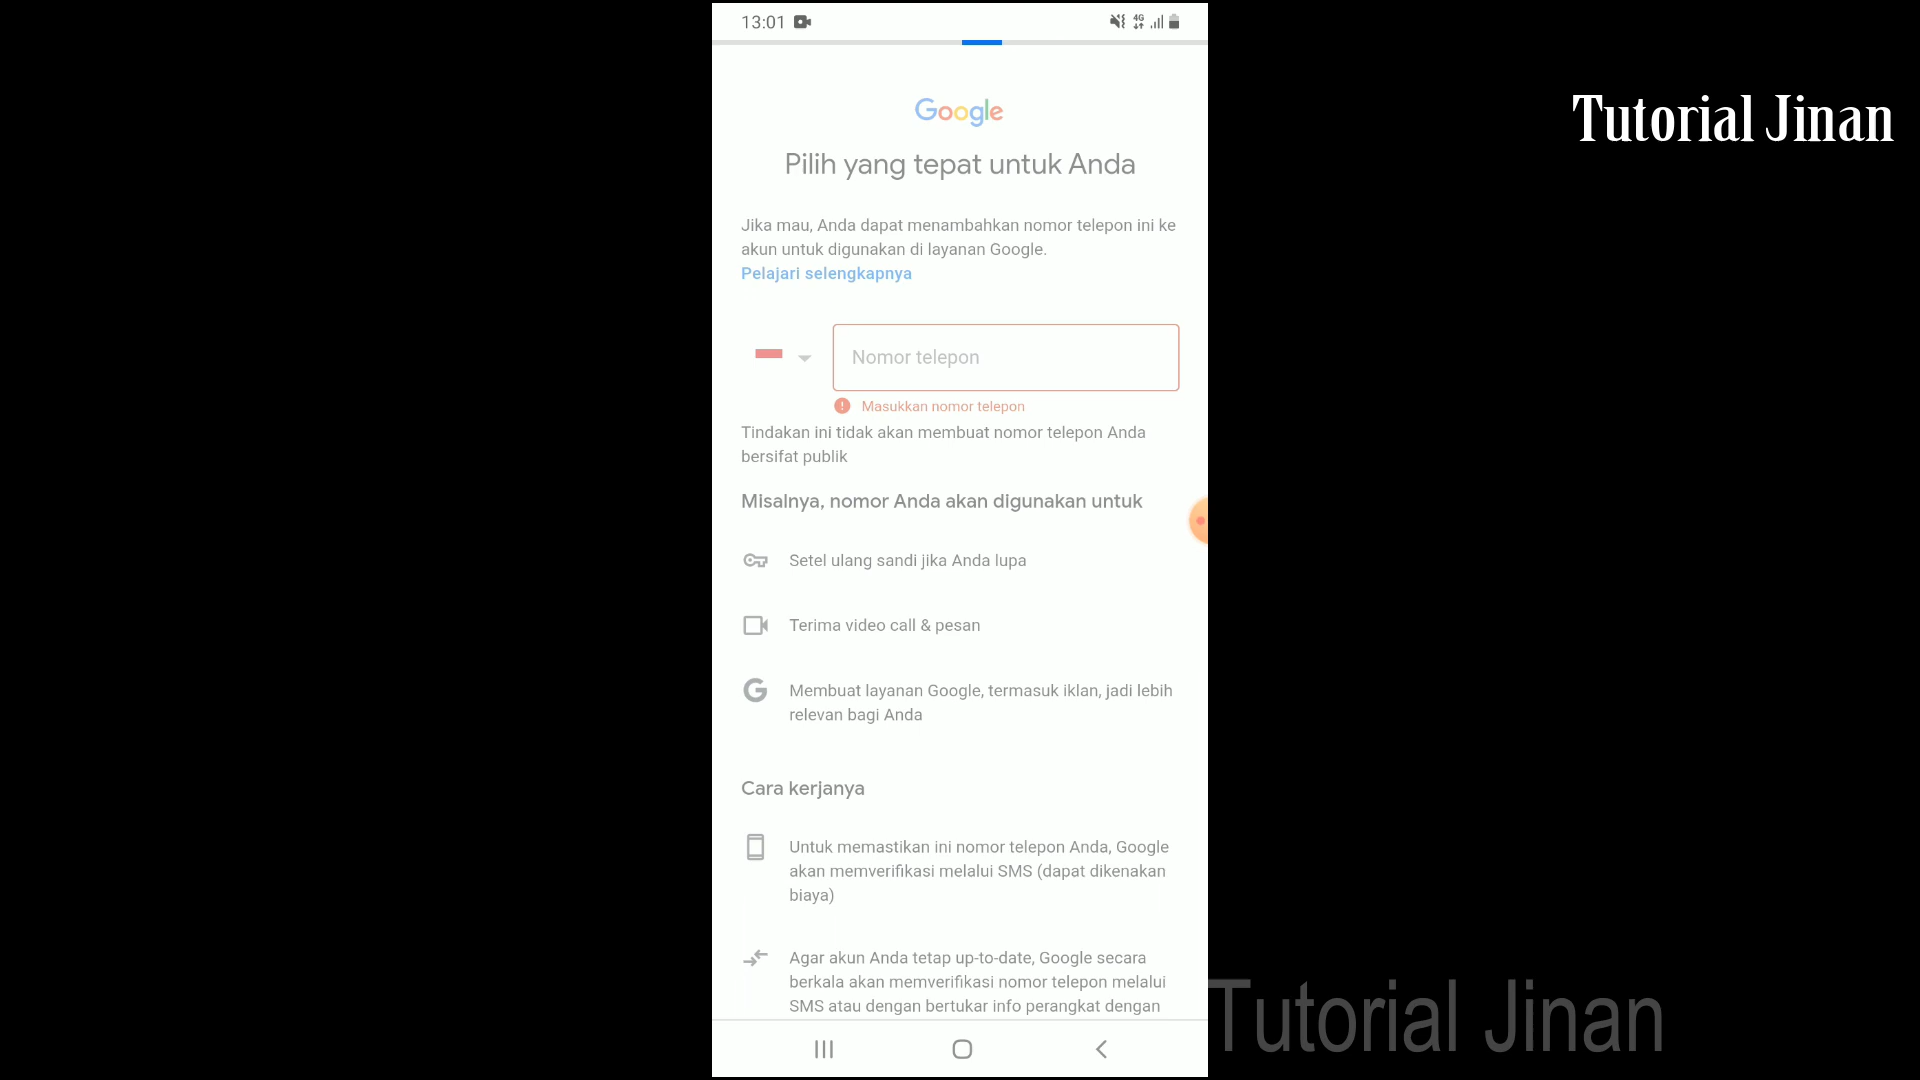 13:01
4G
Tutorial Jinan
Google
Pilih yang tepat untuk Anda
Jika mau, Anda dapat menambahkan nomor telepon ini ke
akun untuk digunakan di layanan Google.
Pelajari selengkapnya
Nomor telepon
Masukkan nomor telepon
Tindakan ini tidak akan membuat nomor telepon Anda
bersifat publik
Misalnya, nomor Anda akan digunakan untuk
Setel ulang sandi jika Anda lupa
Terima video call & pesan
G
Membuat layanan Google, termasuk iklan, jadi lebih
relevan bagi Anda
Cara kerjanya
Untuk memastikan ini nomor telepon Anda, Google
akan memverifikasi melalui SMS (dapat dikenakan
biaya)
Agar akun Anda tetap up-to-date, Google secara
berkala akan memverifikasi nomor telepon melalui
SMS atau dengan bertukar info perangkat dengan
Tutorial Jinan